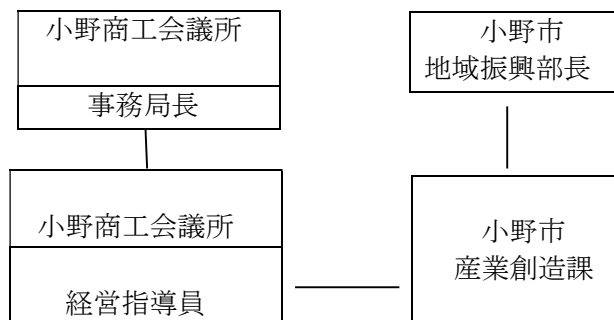 小野商工会議所
事務局長
小野市
地域振興部長
小野商工会議所
経営指導員
小野市
産業創造課